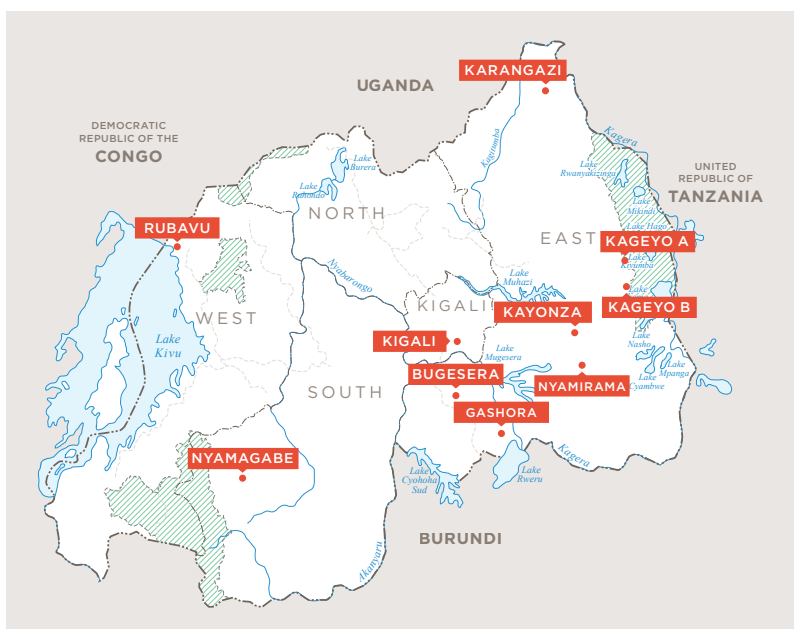 KARANGAZI
UGANDA
DEMOCRATIC
REPUBLIC OF THE
CONGO
Kagera
Kagitumba
Lake
Burera
Lake
Rwanyakizinga
UNITED
REPUBLIC OF
TANZANIA
Lake
Ruhondo
Lake
Mikindi
NORTH
RUBAVU
Lake Hago
EAST
KAGEYO A
Lake
Kivumba
Nyabarongo
Lake
Muhazi
Lake
KIGALI
KAYONZA
KAGEYO B
WEST
Lake
Kivu
KIGALI
Lake
Nasho
Lake
Mugesera
Lake
Mpanga
BUGESERA
Lake
Cyambwe
NYAMIRAMA
SOUTH
GASHORA
NYAMAGABE
Kagera
Lake
Cyohoha
Sud
Lake
Rweru
BURUNDI
Akanyaru